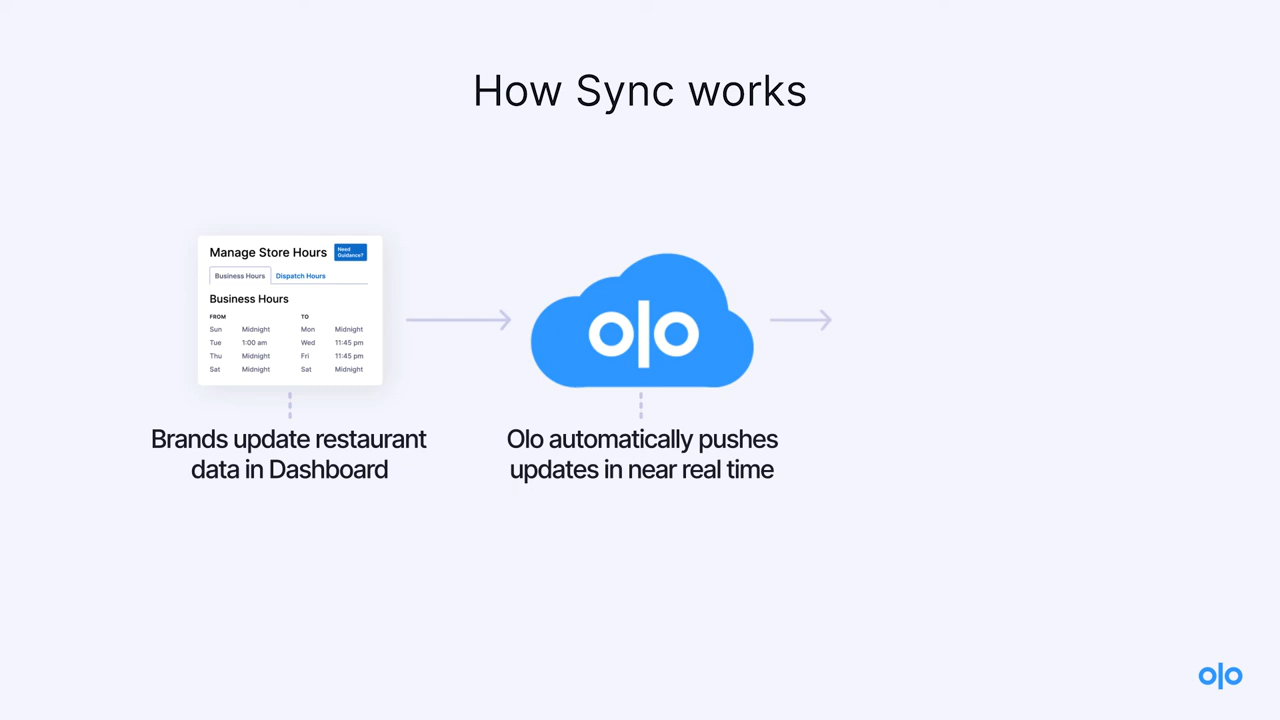 How Sync works
Manage Store Hours
Need
Guidance?
Business Hours
Dispatch Hours
Business Hours
FROM TO
Sun Midnight Mon Midnight
Tue 1:00 am Wed 11:45 pm
Thu Midnight Fri 11:45 pm
Sat Midnight Sat Midnight
olo
Brands update restaurant
data in Dashboard
Olo automatically pushes
updates in near real time
olo